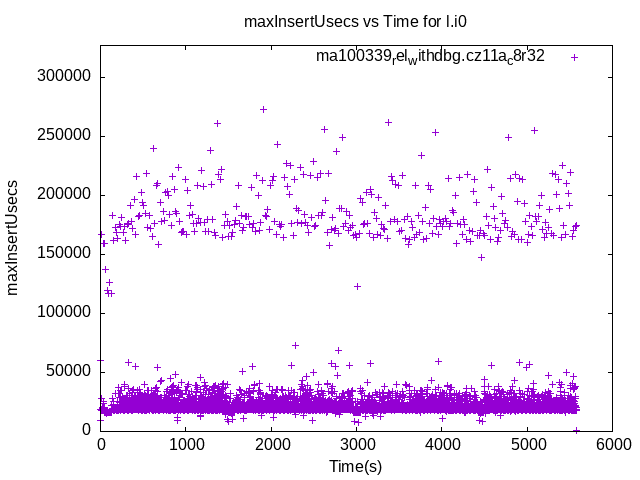 maxInsertUsecs vs Time for l.i0
ma100339relwithdbg.cz11ac8r32
300000
250000
200000
150000
100000
50000
0
maxInsertUsecs
0 1000 2000 3000 4000 5000 6000
Time(s)